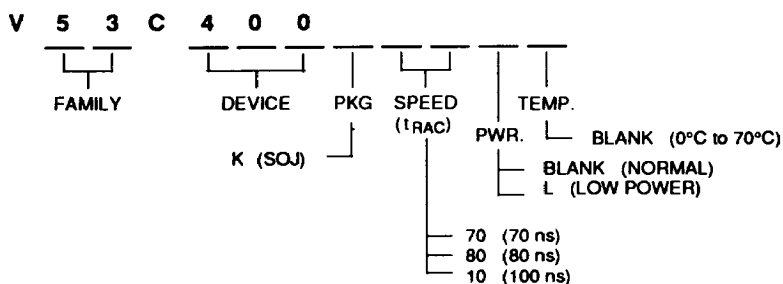 V 5 3 C 4 0 0
FAMILY DEVICE PKG SPEED TEMP.
(tRAC)
PWR.
BLANK (0°C to 70°C)
K (SOJ)
BLANK (NORMAL)
L (LOW POWER)
70 (70 ns)
80 (80 ns)
10 (100 ns)